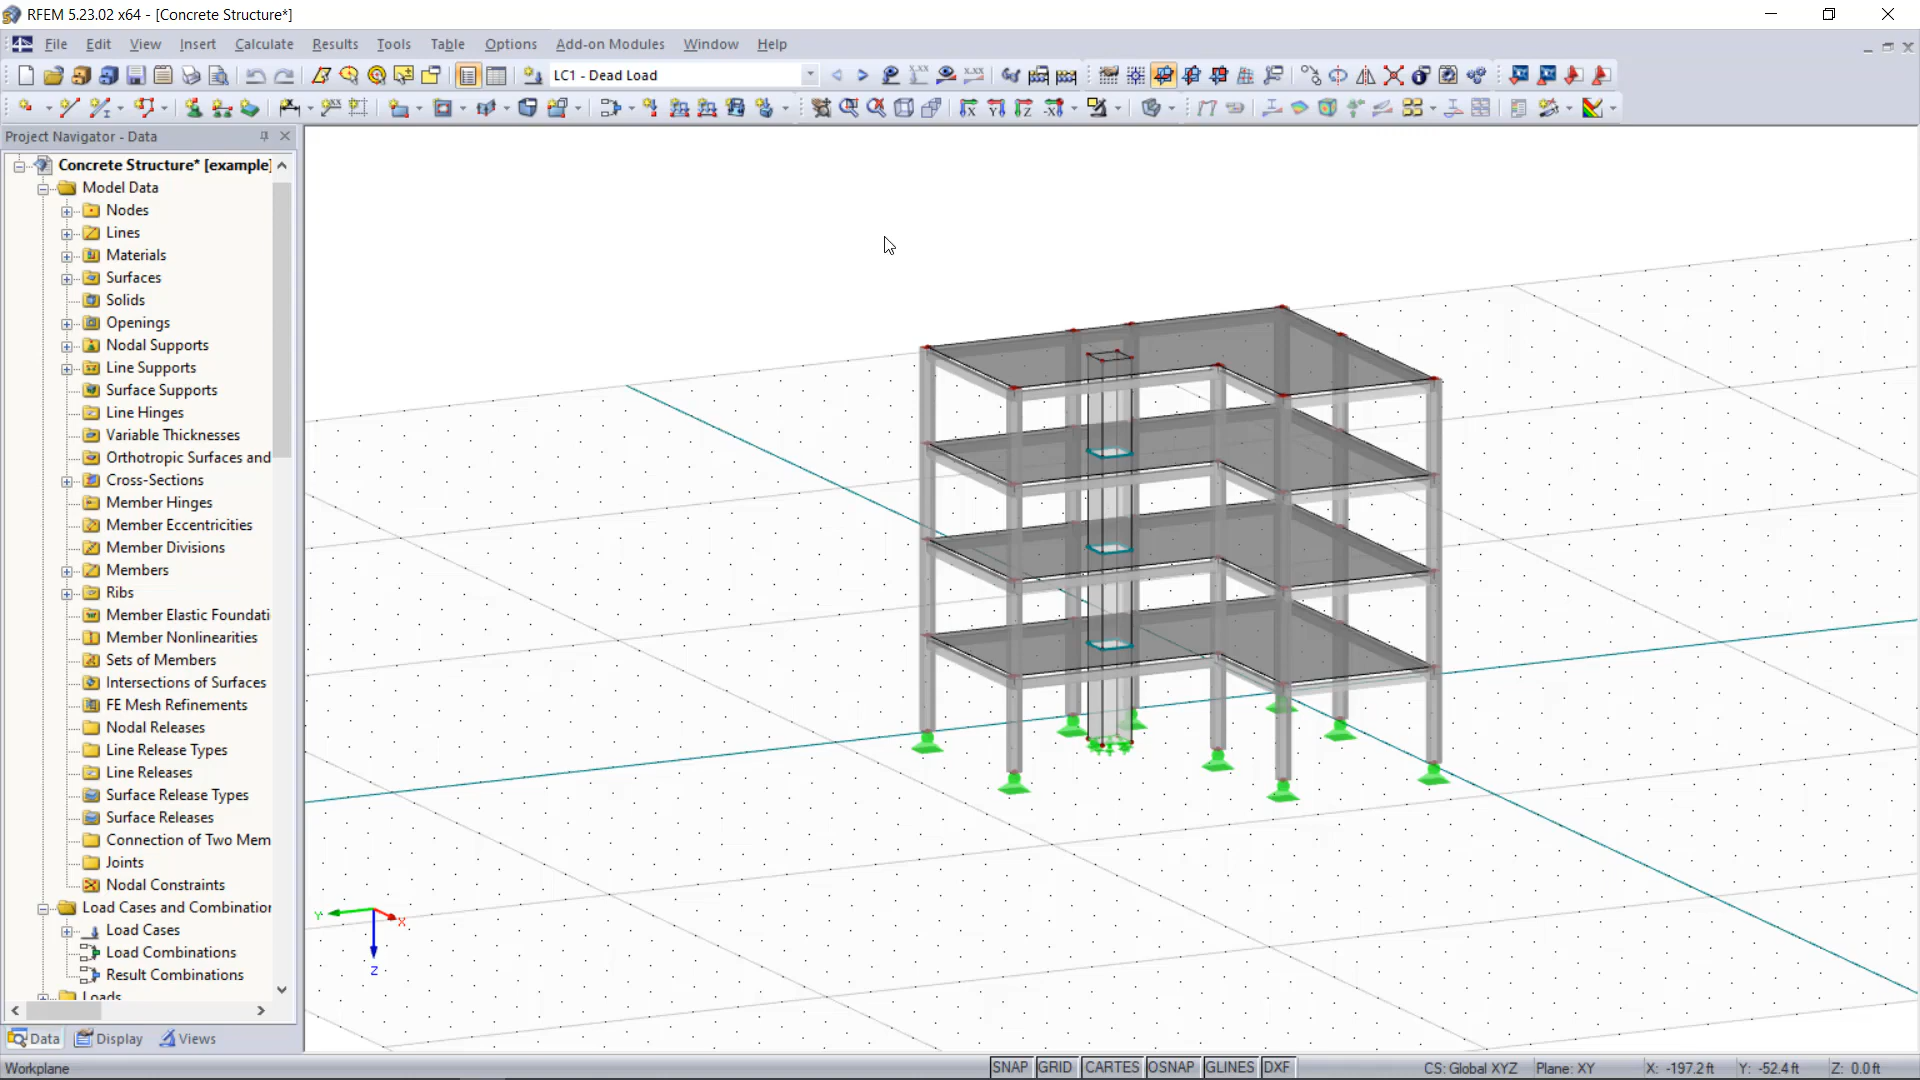 RFEM 5.23.02 x64 - [Concrete Structure*]
File Edit View Insert Calculate Results Tools Table Options Add-on Modules Window Help
LC1 - Dead Load
Project Navigator - Data
Concrete Structure* [example]
Model Data
Nodes
Lines
Materials
Surfaces
Solids
Openings
Nodal Supports
Line Supports
Surface Supports
Line Hinges
Variable Thicknesses
Orthotropic Surfaces and
Cross-Sections
Member Hinges
Member Eccentricities
Member Divisions
Members
Ribs
Member Elastic Foundati
Member Nonlinearities
Sets of Members
Intersections of Surfaces
FE Mesh Refinements
Nodal Releases
Line Release Types
Line Releases
Surface Release Types
Surface Releases
Connection of Two Mem
Joints
Nodal Constraints
Load Cases and Combination
Load Cases
Load Combinations
Result Combinations
Loads
Y X
Z
Data Display Views
Workplane SNAP GRID CARTES OSNAP GLINES DXF CS: Global XYZ Plane: XY X: -197.2 ft Y: -52.4 ft Z: 0.0 ft